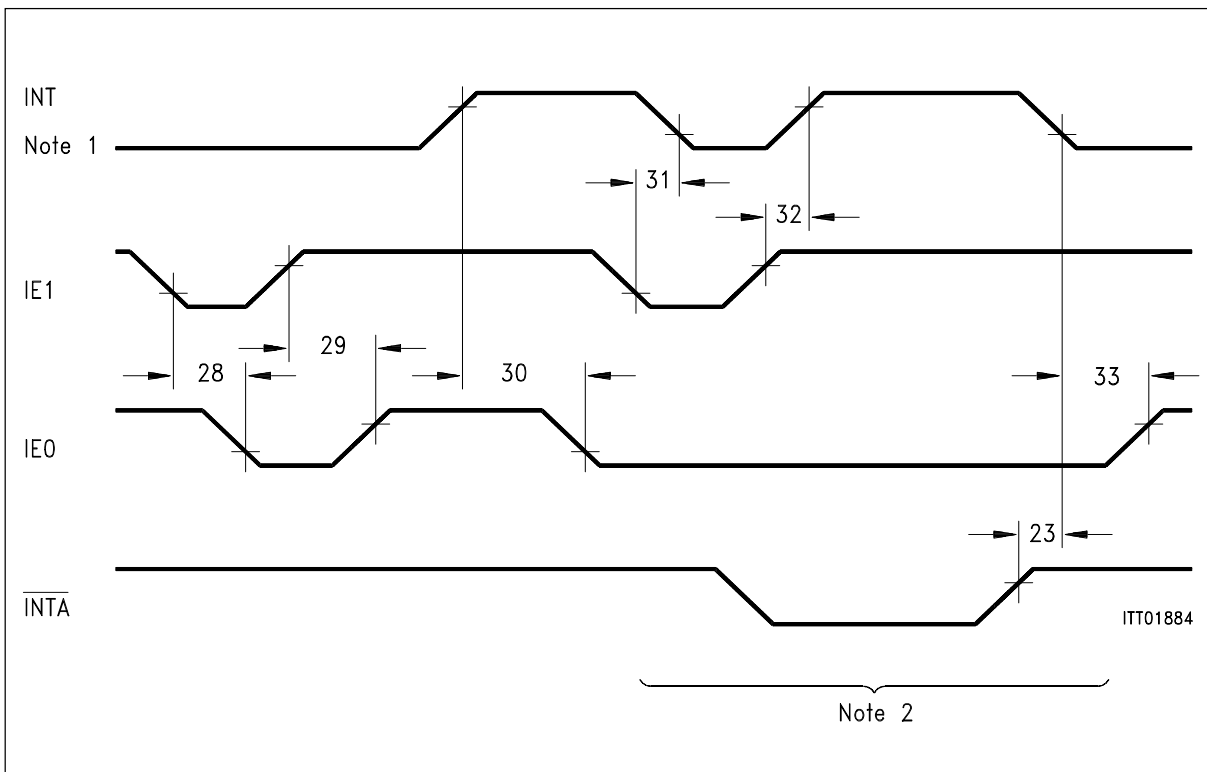 INT
Note 1
31
32
IE1
29
28
30
33
IE0
23
INTA
ITT01884
Note 2